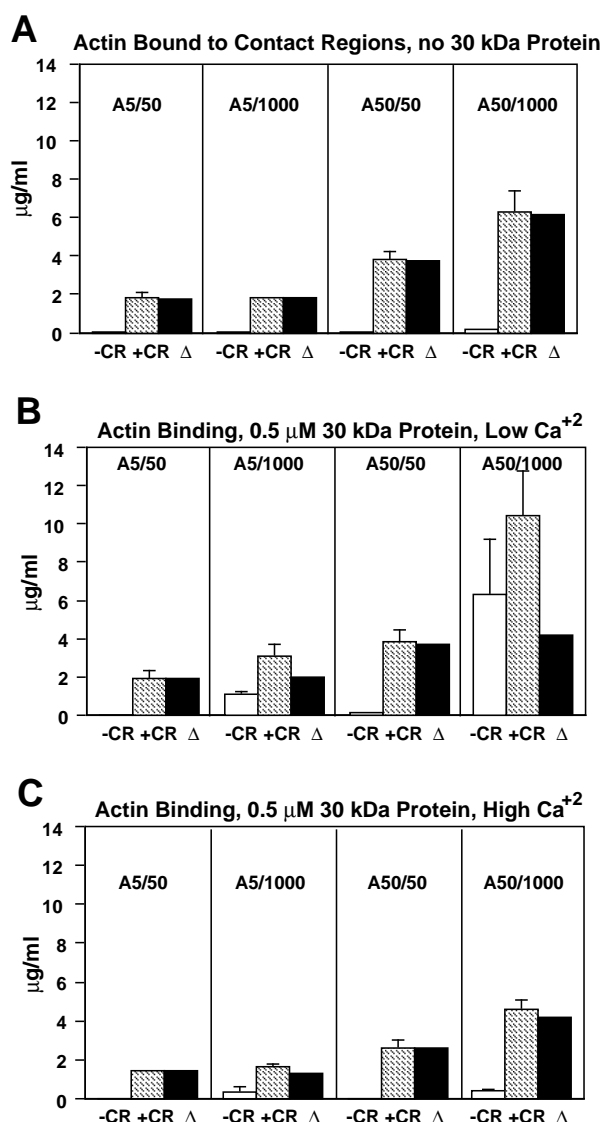 A
Actin Bound to Contact Regions, no 30 kDa Protein
14
12
10
8
6
4
2
0
µg/ml
A5/50 A5/1000 A50/50 A50/1000
-CR +CR Δ -CR +CR Δ -CR +CR Δ -CR +CR Δ
B
Actin Binding, 0.5 µM 30 kDa Protein, Low Ca+2
14
12
10
8
6
4
2
0
µg/ml
A5/50 A5/1000 A50/50 A50/1000
-CR +CR Δ -CR +CR Δ -CR +CR Δ -CR +CR Δ
C
Actin Binding, 0.5 µM 30 kDa Protein, High Ca+2
14
12
10
8
6
4
2
0
µg/ml
A5/50 A5/1000 A50/50 A50/1000
-CR +CR Δ -CR +CR Δ -CR +CR Δ -CR +CR Δ